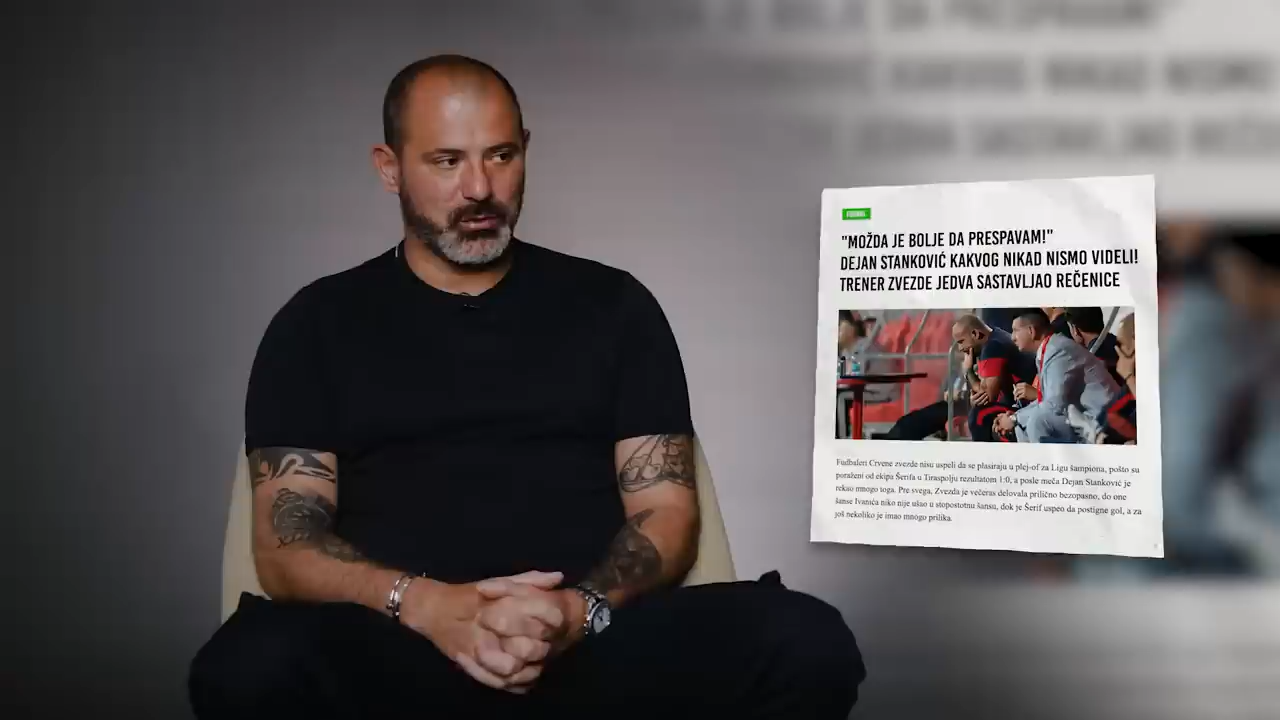 FUDBAL
"MOŽDA JE BOLJE DA PRESPAVAM!"
DEJAN STANKOVIĆ KAKVOG NIKAD NISMO VIDELI!
TRENER ZVEZDE JEDVA SASTAVLJAO REČENICE
Fudbaleri Crvene zvezde nisu uspeli da se plasiraju u plej-of za Ligu šampiona, pošto su
poraženi od ekipa Šerifa u Tiraspolju rezultatom 1:0, a posle meča Dejan Stanković je
rekao mnogo toga. Pre svega, Zvezda je večeras delovala prilično bezopasno, do one
šanse Ivanića niko nije ušao u stopostotnu šansu, dok je Šerif uspeo da postigne gol, a za
još nekoliko je imao mnogo prilika.